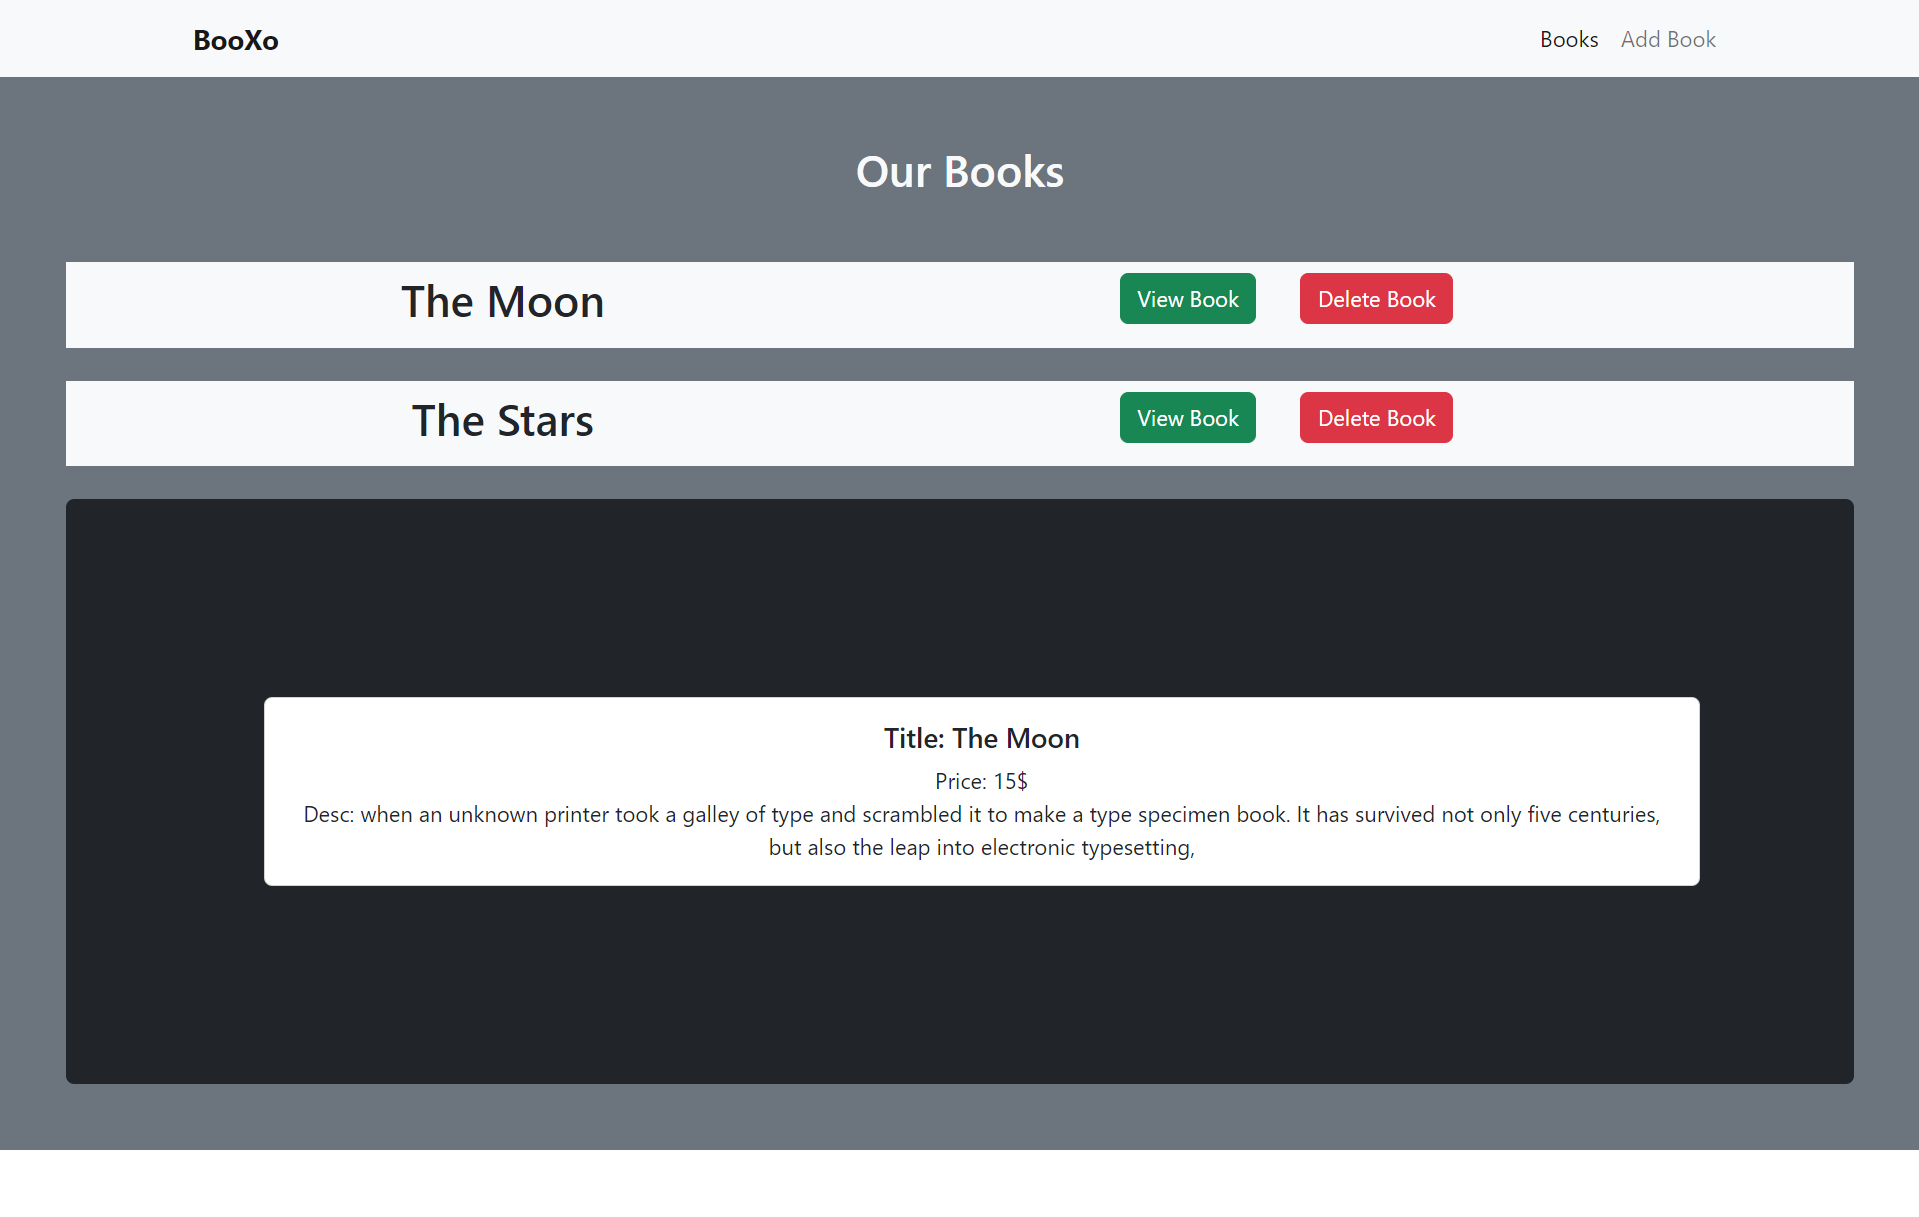 BooXo Books Add Book
Our Books
The Moon View Book Delete Book
The Stars View Book Delete Book
Title: The Moon
Price: 15$
Desc: when an unknown printer took a galley of type and scrambled it to make a type specimen book. It has survived not only five centuries,
but also the leap into electronic typesetting,